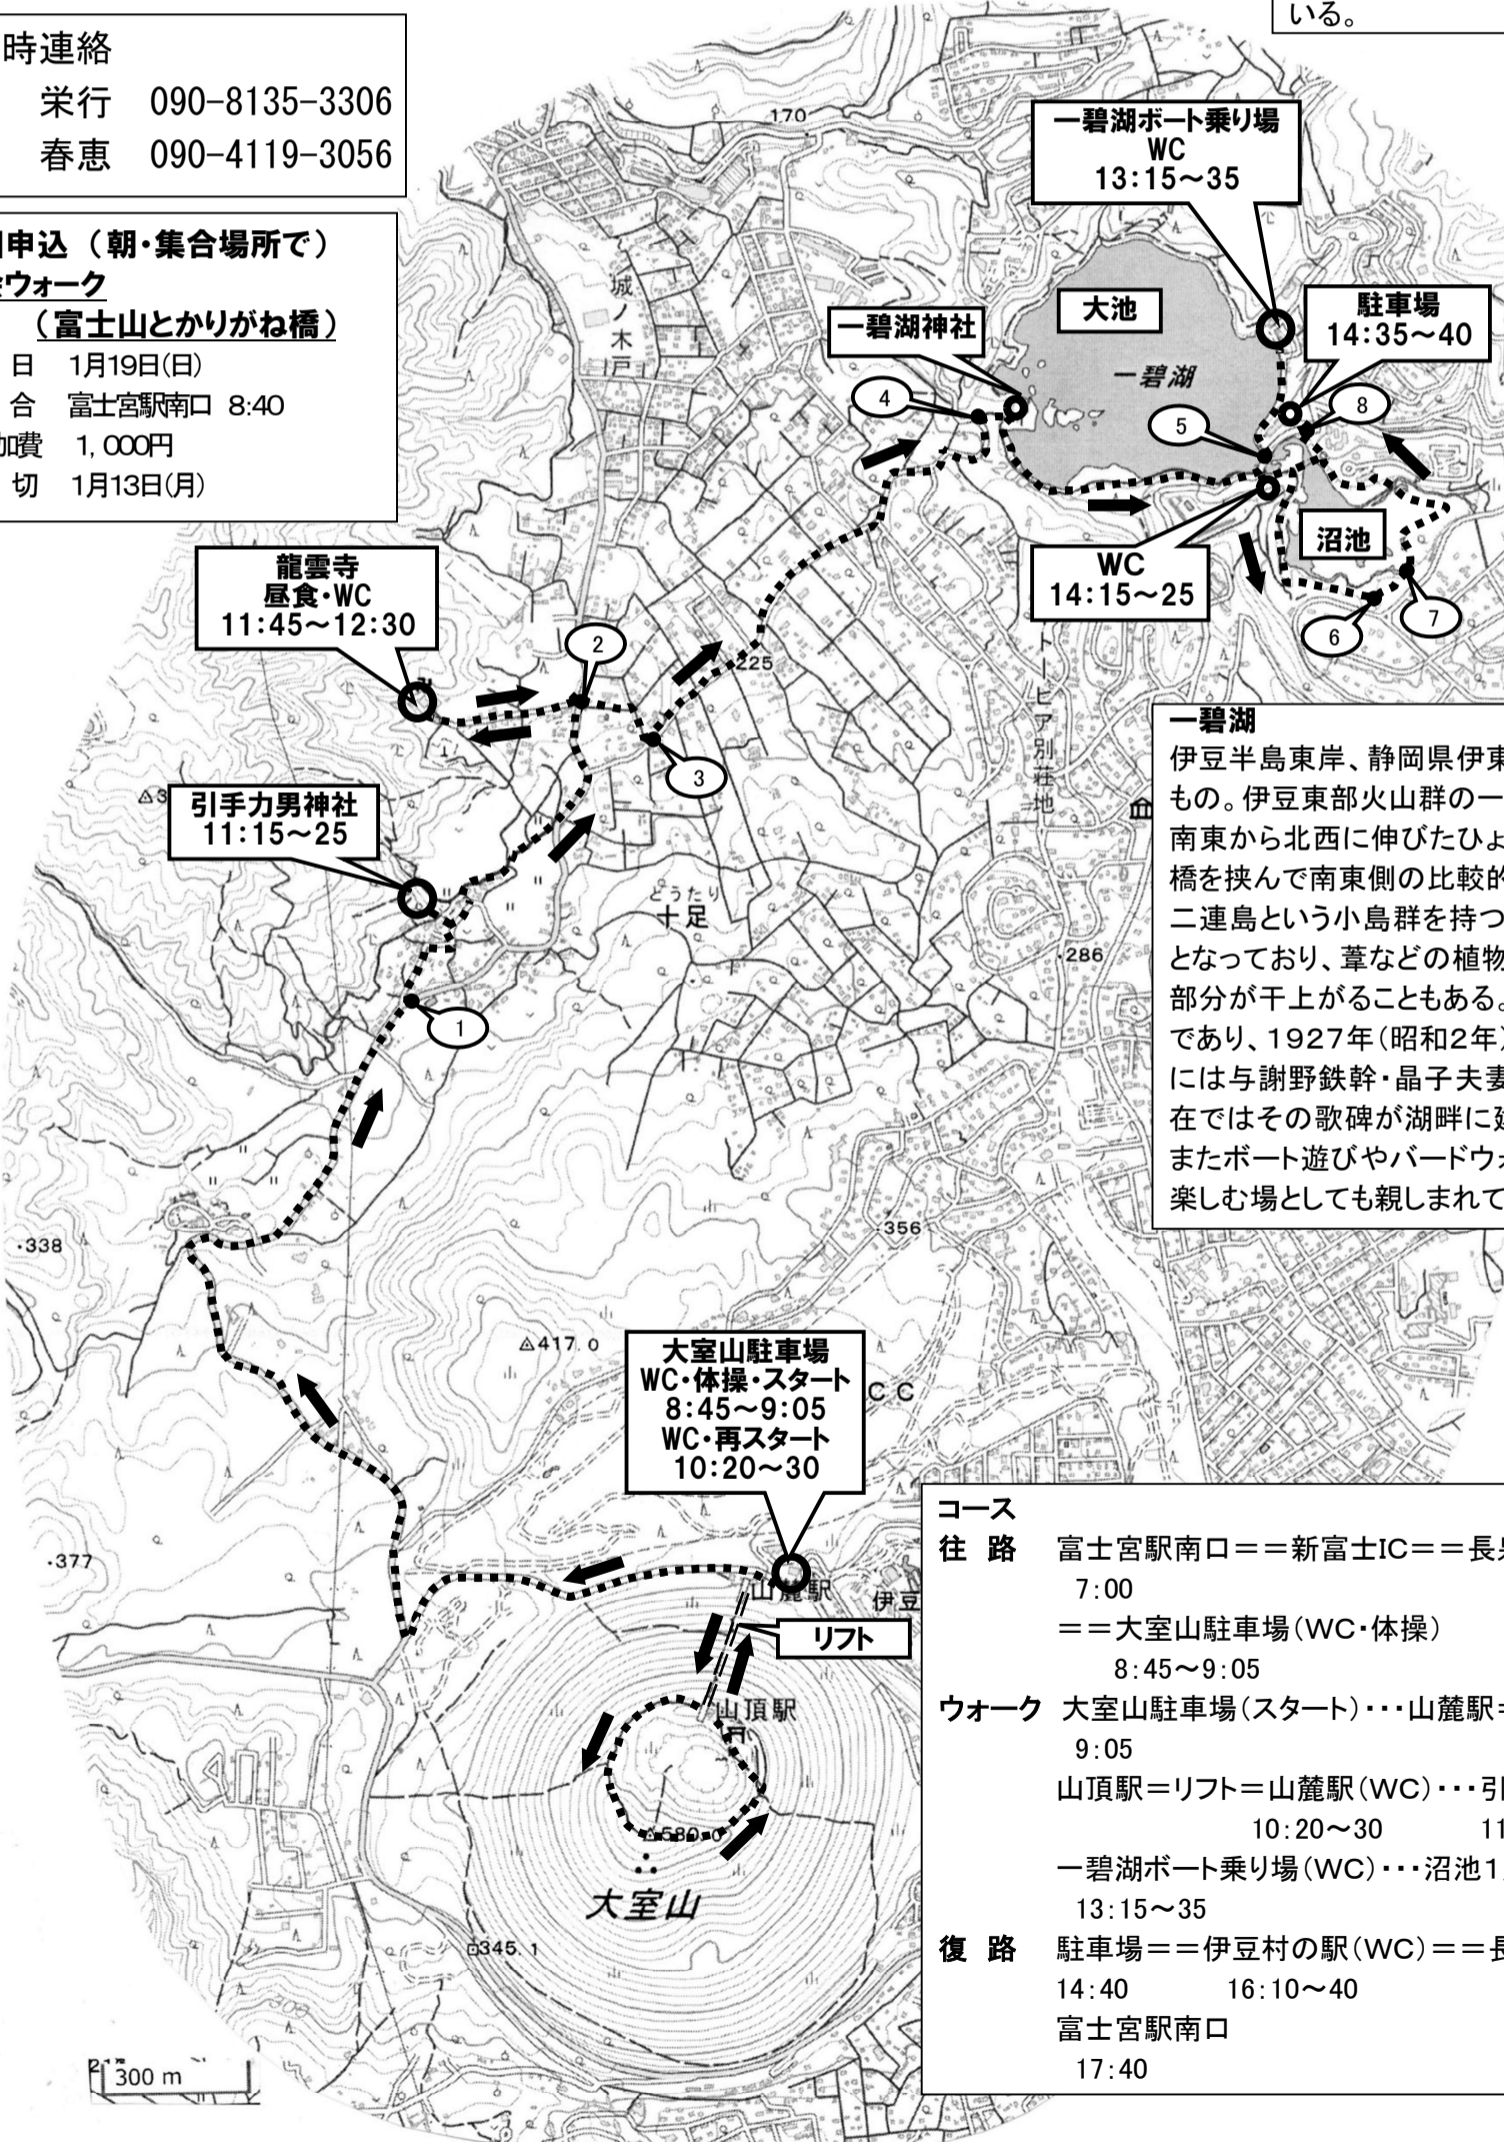 いる。
時連絡
栄行 090-8135-3306
春恵 090-4119-3056
申込（朝・集合場所で）
ウォーク
（富士山とかりがね橋）
日 1月19日(日)
合 富士宮駅南口 8:40
加費 1,000円
切 1月13日(月)
170
一碧湖ボート乗り場
WC
13:15～35
城ノ木戸
大池
駐車場
14:35～40
一碧湖神社
一碧湖
4
8
5
沼池
WC
14:15～25
龍雲寺
昼食・WC
11:45～12:30
2
6
7
225
トーピア別荘地
3
引手力男神社
11:15～25
とうたり
十足
286
1
一碧湖
伊豆半島東岸、静岡県伊東
もの。伊豆東部火山群の一
南東から北西に伸びたひょ
橋を挟んで南東側の比較的
二連島という小島群を持つ
となっており、葦などの植物
部分が干上がることもある。
であり、1927年（昭和2年）
には与謝野鉄幹・晶子夫妻
在ではその歌碑が湖畔に建
またボート遊びやバードウォ
楽しむ場としても親しまれて
338
356
417.0
大室山駐車場
WC・体操・スタート
8:45～9:05
WC・再スタート
10:20～30
CC
377
山麓駅
伊豆
リフト
山頂駅
580.0
大室山
345.1
300 m
コース
往 路 富士宮駅南口＝＝新富士IC＝＝長泉
7:00
＝＝大室山駐車場（WC・体操）
8:45～9:05
ウォーク 大室山駐車場（スタート）・・・山麓駅＝
9:05
山頂駅＝リフト＝山麓駅（WC）・・・引
10:20～30 11
一碧湖ボート乗り場（WC）・・・沼池1
13:15～35
復 路 駐車場＝＝伊豆村の駅（WC）＝＝長
14:40 16:10～40
富士宮駅南口
17:40